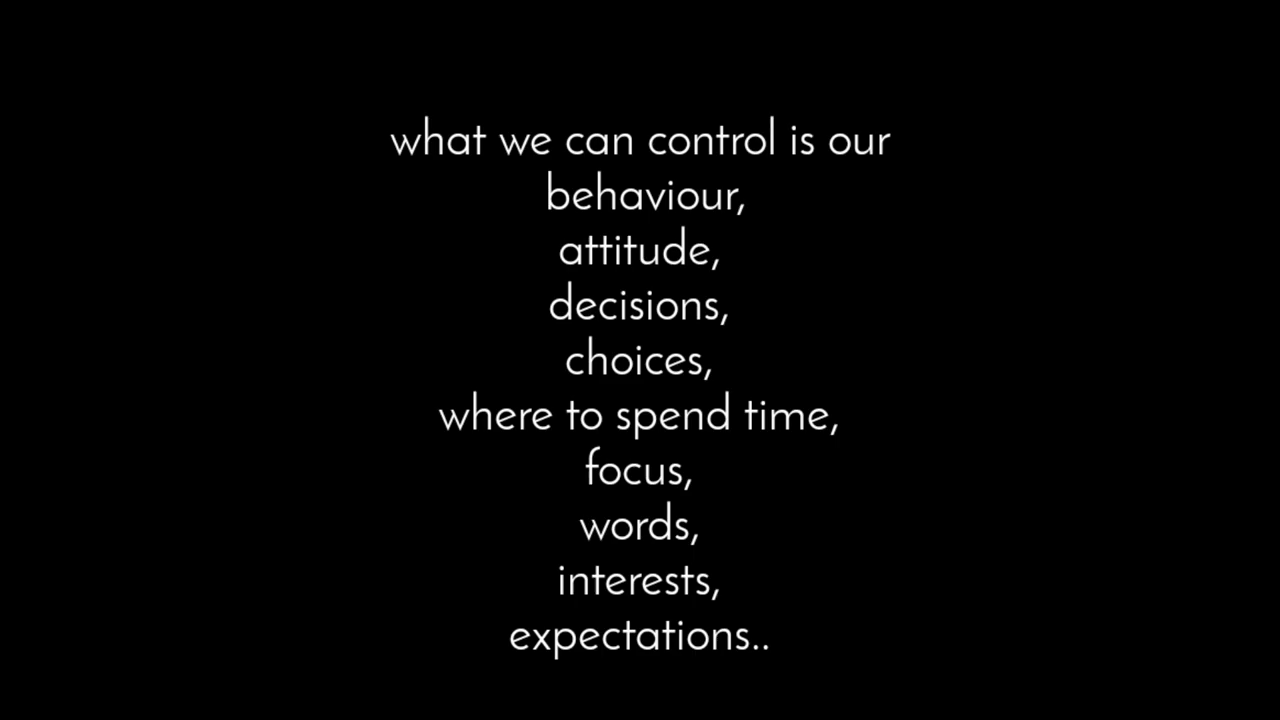 what we can control is our
behaviour,
attitude,
decisions,
choices,
where to spend time,
focus,
words,
interests,
expectations..